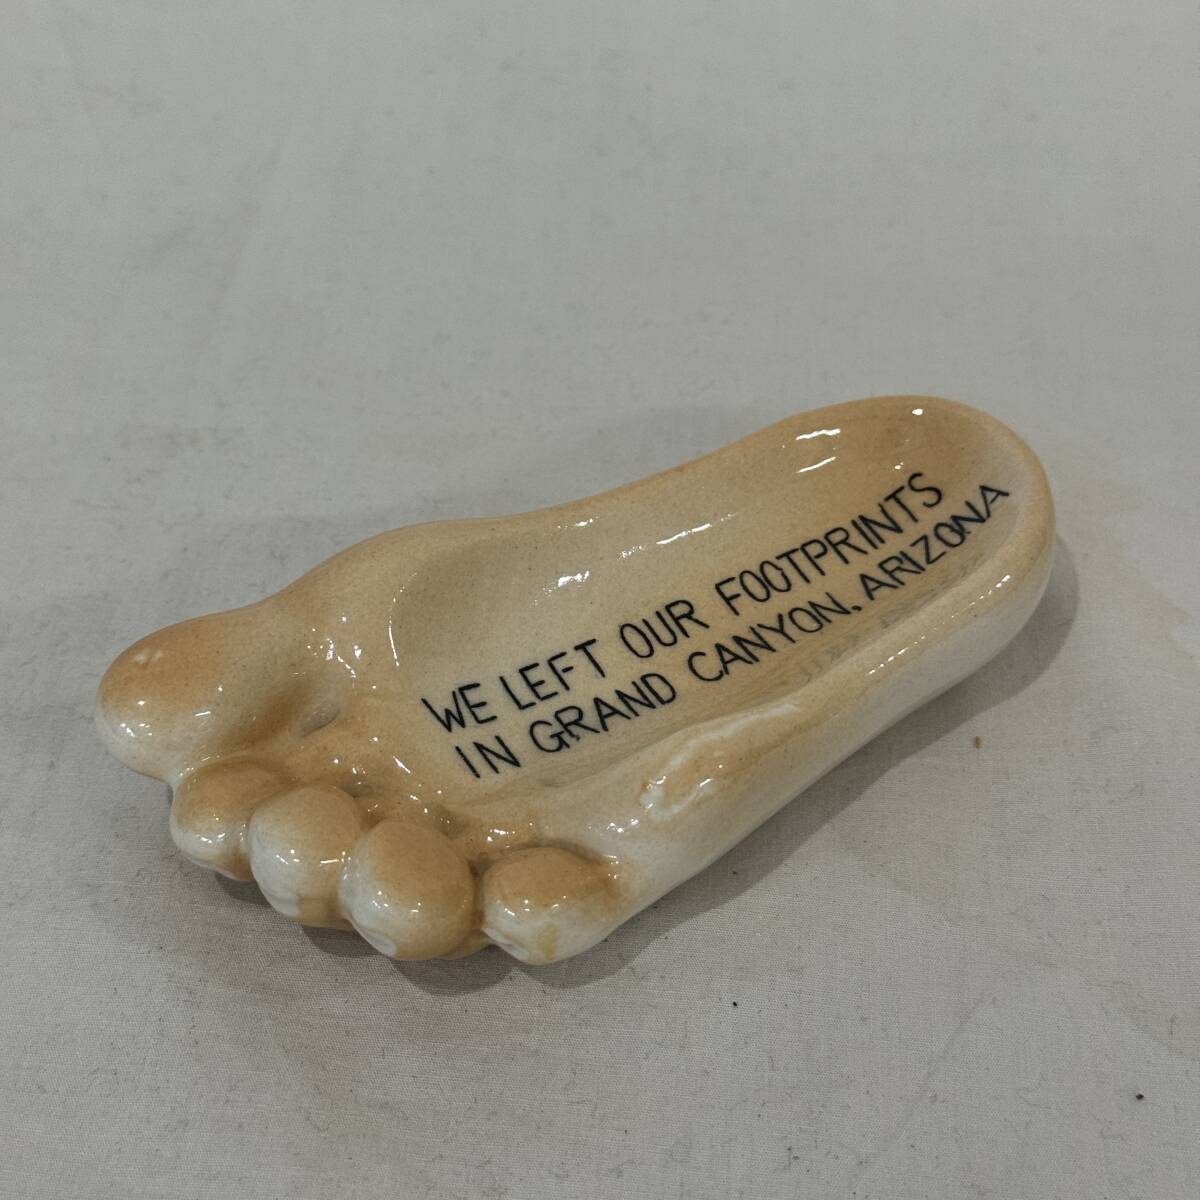 WE LEFT OUR FOOTPRINTS
IN GRAND CANYON, ARIZONA